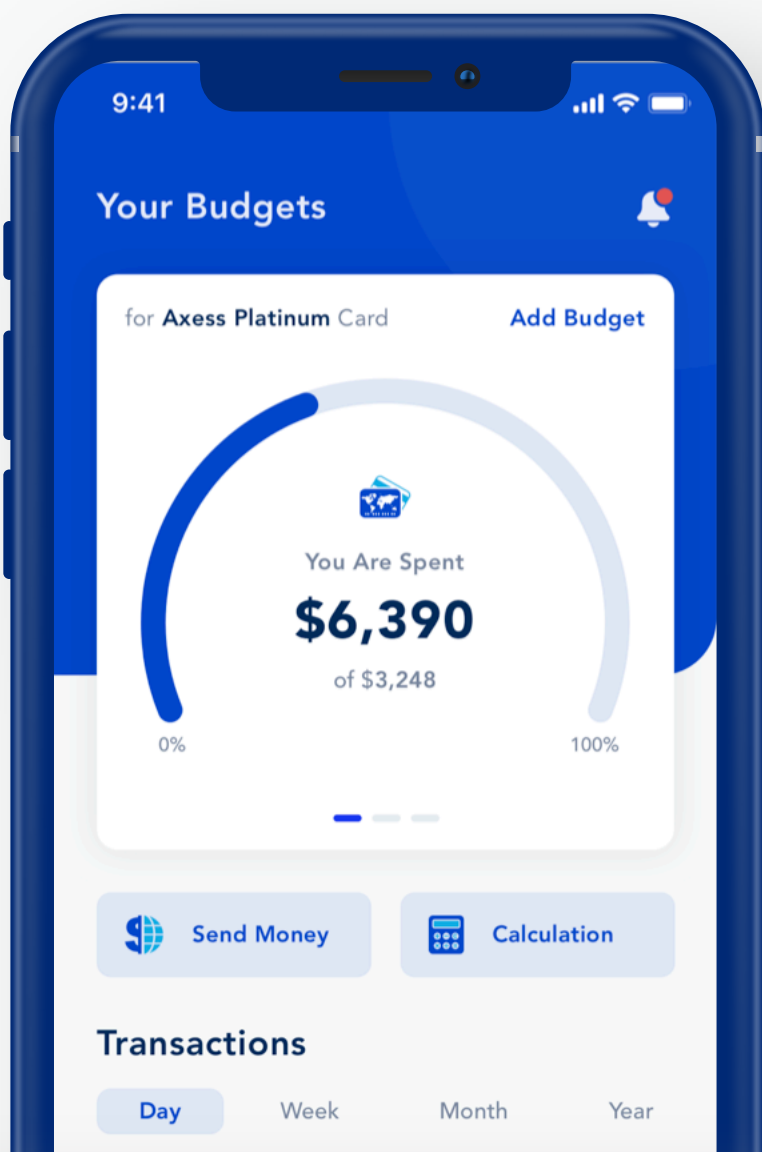 9:41
Your Budgets
for Axess Platinum Card
Add Budget
You Are Spent
$6,390
of $3,248
0%
100%
Send Money
Calculation
Transactions
Day
Week
Month
Year